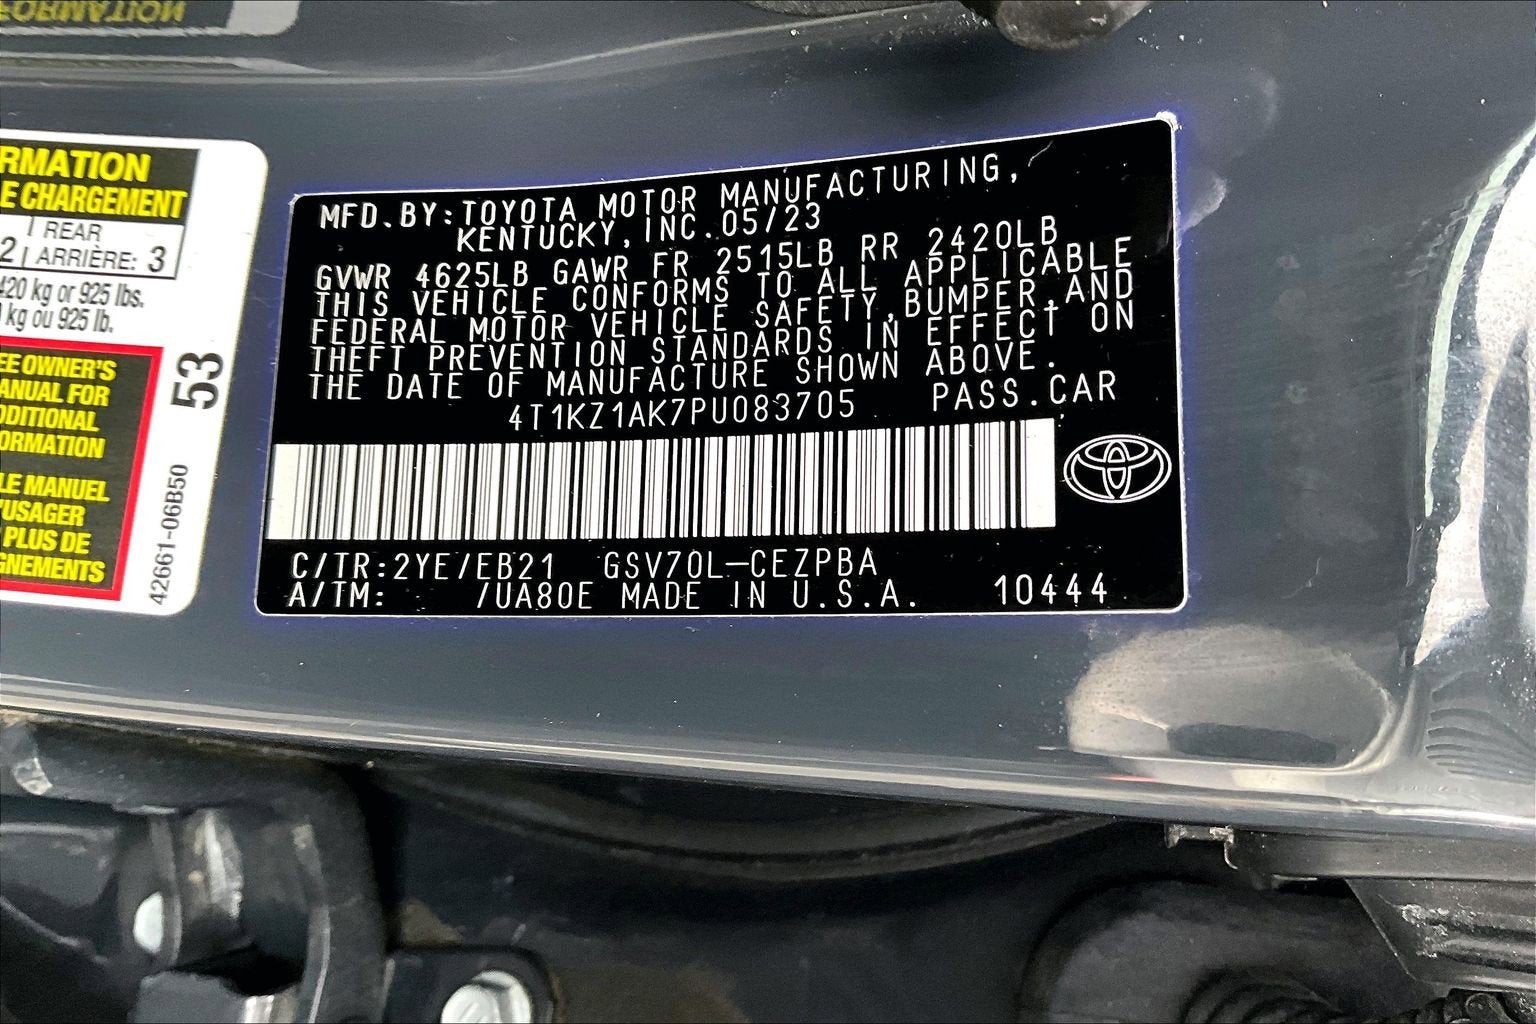 RMATION
E CHARGEMENT
REAR
2 ARRIÈRE: 3
420 kg or 925 lbs.
kg ou 925 lb.
EE OWNER'S
ANUAL FOR
DDITIONAL
ORMATION
LE MANUEL
'USAGER
PLUS DE
GNEMENTS
53
42661-06B50
MFD.BY:TOYOTA MOTOR MANUFACTURING,
KENTUCKY,INC.05/23
GVWR 4625LB GAWR FR 2515LB RR 2420LB
THIS VEHICLE CONFORMS TO ALL APPLICABLE
FEDERAL MOTOR VEHICLE SAFETY,BUMPER,AND
THEFT PREVENTION STANDARDS IN EFFECT ON
THE DATE OF MANUFACTURE SHOWN ABOVE.
4T1KZ1AK7PU083705 PASS.CAR
C/TR:2YE/EB21 GSV70L-CEZPBA
A/TM: /UA80E MADE IN U.S.A. 10444